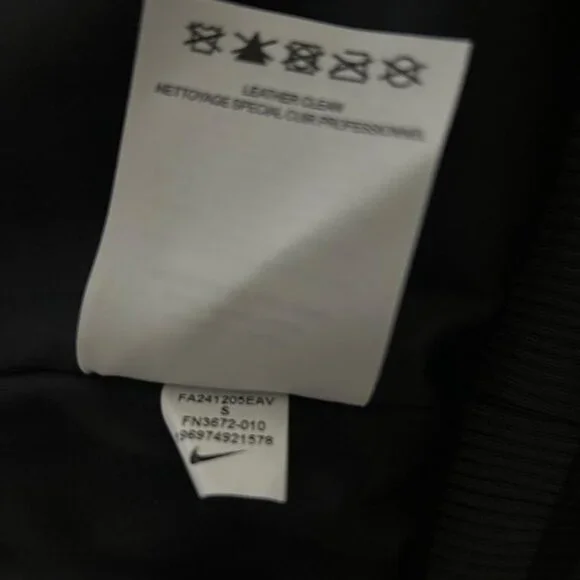 LEATHER CLEAN
NETTOYAGE SPECIAL CUIR PROFESSIONNEL
FA241205EAV
S
FN3672-010
196974921578